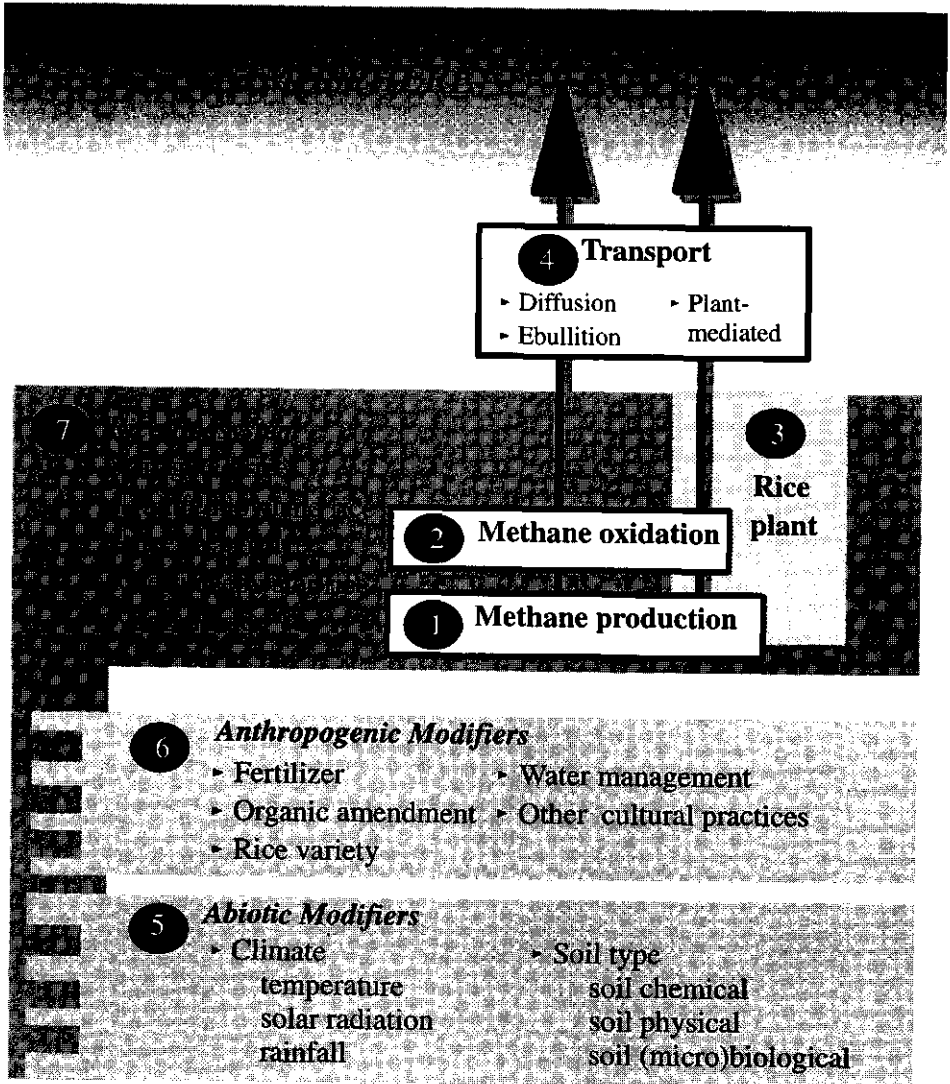 4 Transport
▸ Diffusion ▸ Plant-
▸ Ebullition mediated
7
3
Rice
plant
2 Methane oxidation
1 Methane production
6 Anthropogenic Modifiers
▸ Fertilizer ▸ Water management
▸ Organic amendment ▸ Other cultural practices
▸ Rice variety
5 Abiotic Modifiers
▸ Climate ▸ Soil type
temperature soil chemical
solar radiation soil physical
rainfall soil (micro)biological